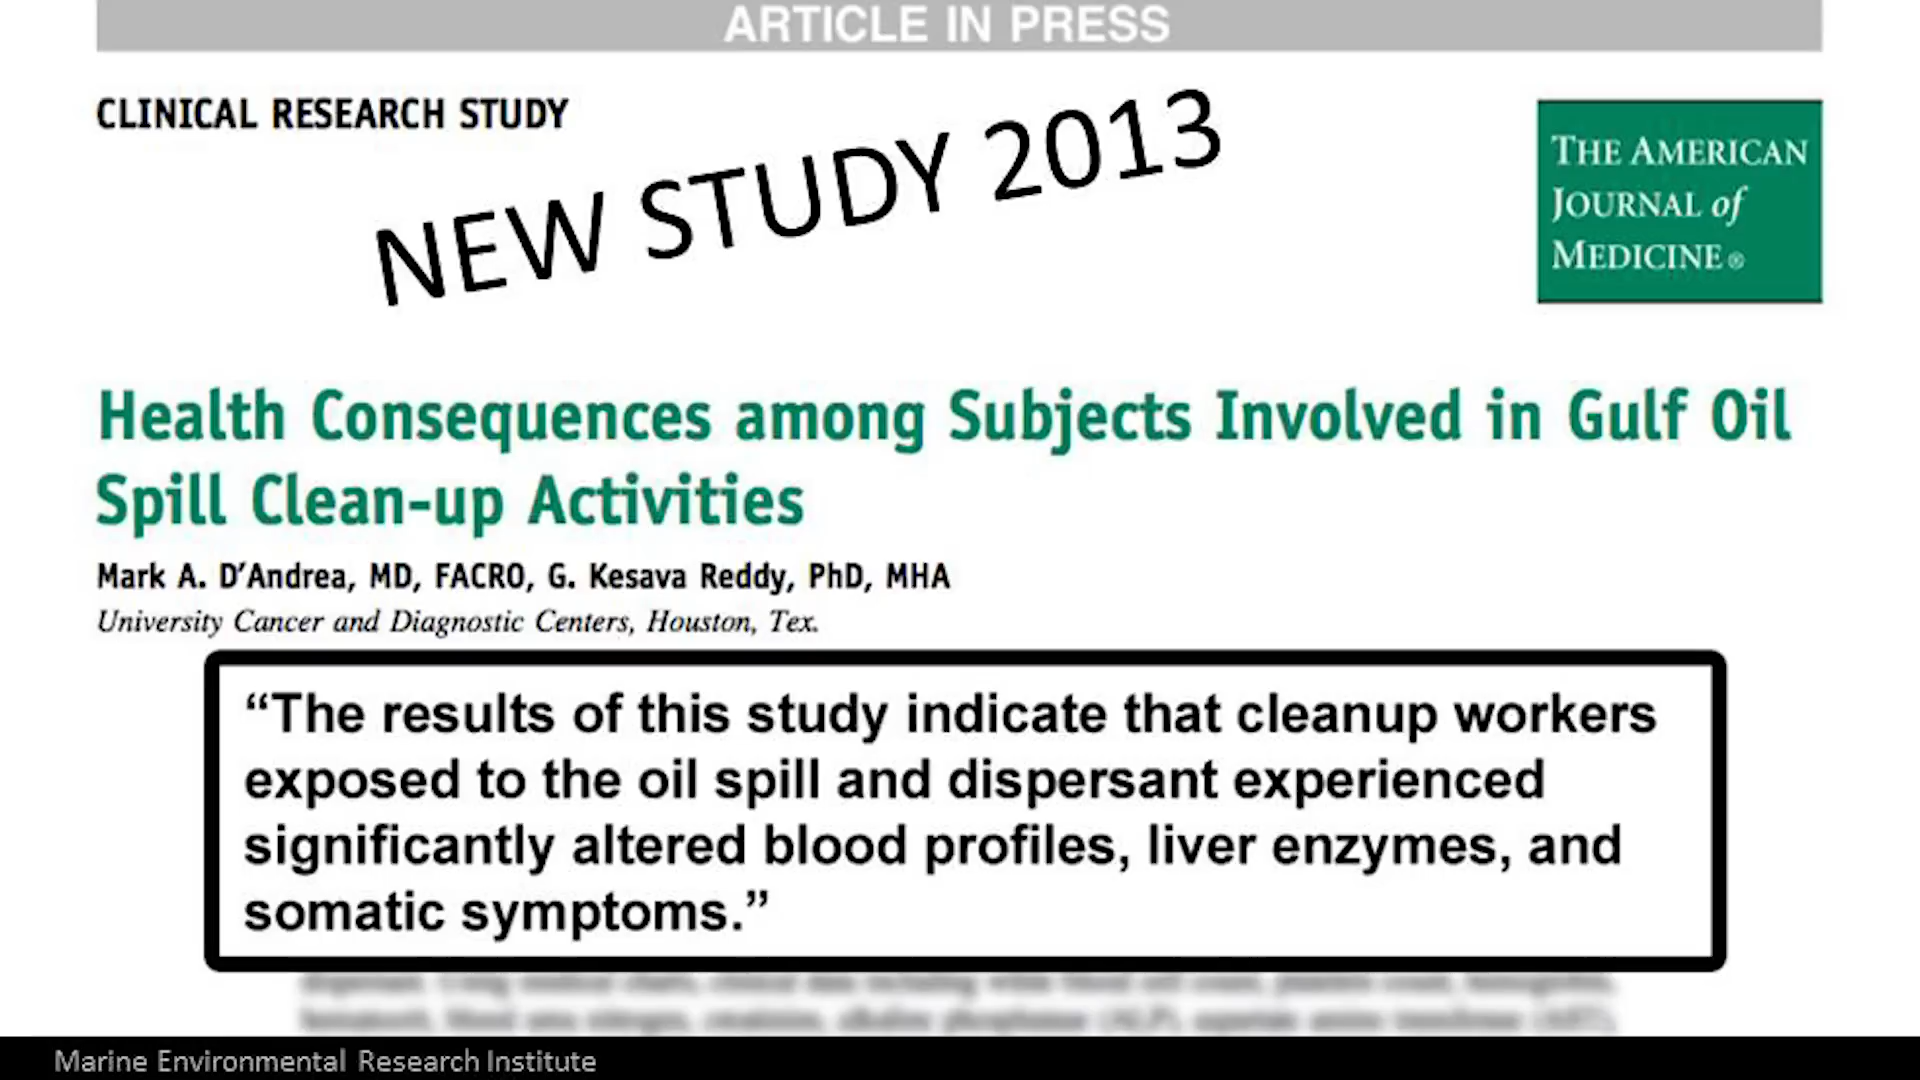 ARTICLE IN PRESS
CLINICAL RESEARCH STUDY
NEW STUDY 2013
THE AMERICAN
JOURNAL of
MEDICINE®
Health Consequences among Subjects Involved in Gulf Oil
Spill Clean-up Activities
Mark A. D'Andrea, MD, FACRO, G. Kesava Reddy, PhD, MHA
University Cancer and Diagnostic Centers, Houston, Tex.
“The results of this study indicate that cleanup workers
exposed to the oil spill and dispersant experienced
significantly altered blood profiles, liver enzymes, and
somatic symptoms.”
Marine Environmental Research Institute